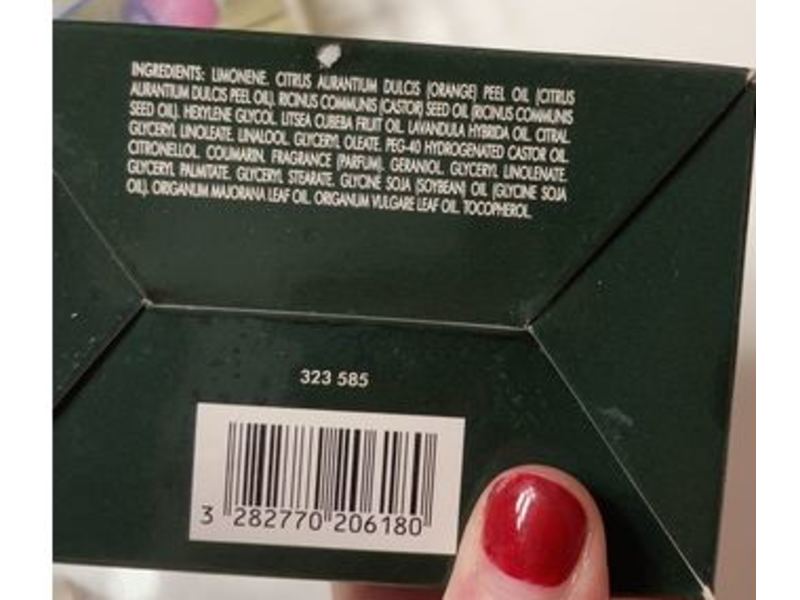 INGREDIENTS: LIMONENE. CITRUS AURANTIUM DULCIS (ORANGE) PEEL OIL (CITRUS
AURANTIUM DULCIS PEEL OIL). RICINUS COMMUNIS (CASTOR) SEED OIL (RICINUS COMMUNIS
SEED OIL). HEXYLENE GLYCOL. LITSEA CUBEBA FRUIT OIL. LAVANDULA HYBRIDA OIL. CITRAL.
GLYCERYL LINOLEATE. LINALOOL. GLYCERYL OLEATE. PEG-40 HYDROGENATED CASTOR OIL.
CITRONELLOL. COUMARIN. FRAGRANCE (PARFUM). GERANIOL. GLYCERYL LINOLENATE.
GLYCERYL PALMITATE. GLYCERYL STEARATE. GLYCINE SOJA (SOYBEAN) OIL (GLYCINE SOJA
OIL). ORIGANUM MAJORANA LEAF OIL. ORIGANUM VULGARE LEAF OIL. TOCOPHEROL.
323 585
3 282770 206180